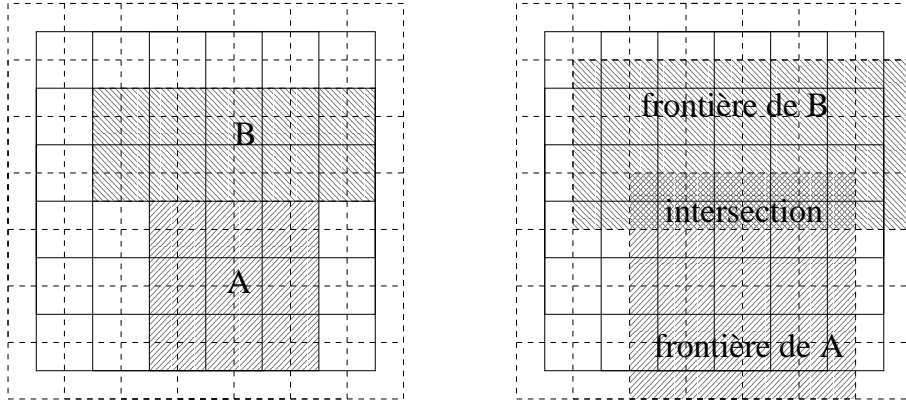 B
A
frontière de B
intersection
frontière de A